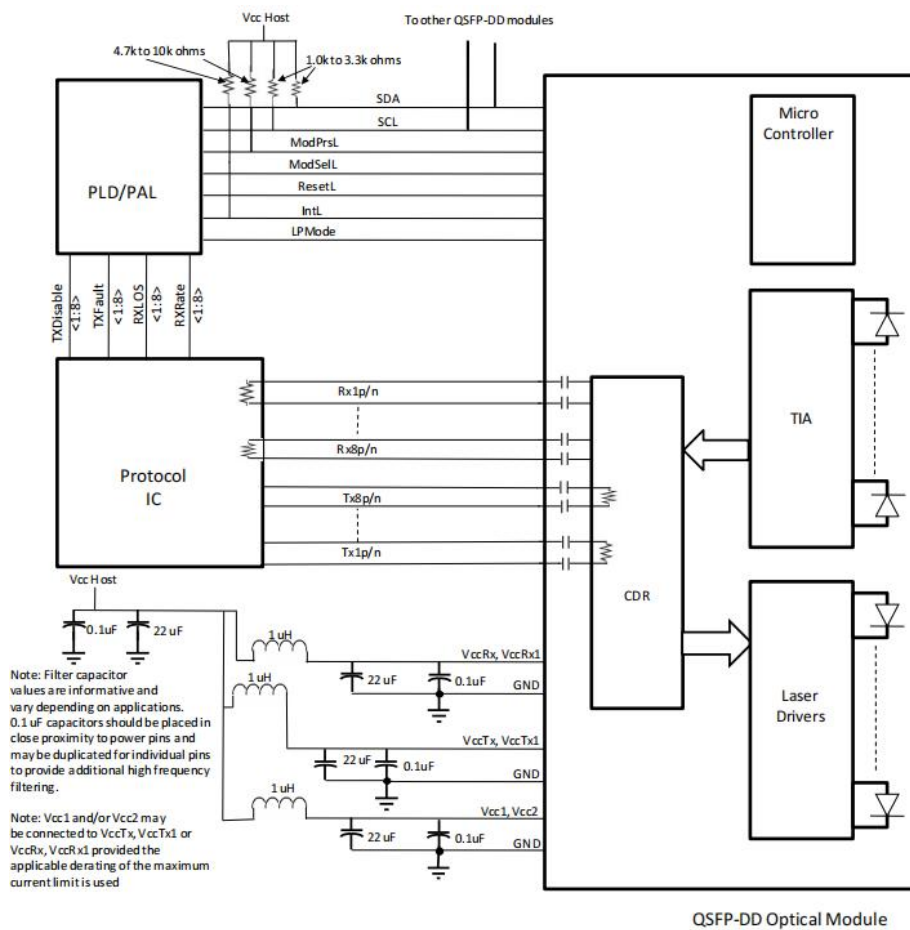 Vcc Host
To other QSFP-DD modules
4.7k to 10k ohms
1.0k to 3.3k ohms
SDA
SCL
ModPrsL
ModSelL
ResetL
IntL
LPMode
PLD/PAL
Micro
Controller
TXDisable
<1:8>
TXFault
<1:8>
RXLOS
<1:8>
RXRate
<1:8>
Rx1p/n
Rx8p/n
Tx8p/n
Tx1p/n
Protocol
IC
TIA
CDR
Laser
Drivers
Vcc Host
0.1uF
22 uF
1 uH
VccRx, VccRx1
22 uF
0.1uF
GND
1 uH
VccTx, VccTx1
22 uF
0.1uF
GND
1 uH
Vcc1, Vcc2
22 uF
0.1uF
GND
Note: Filter capacitor
values are informative and
vary depending on applications.
0.1 uF capacitors should be placed in
close proximity to power pins and
may be duplicated for individual pins
to provide additional high frequency
filtering.
Note: Vcc1 and/or Vcc2 may
be connected to VccTx, VccTx1 or
VccRx, VccRx1 provided the
applicable derating of the maximum
current limit is used
QSFP-DD Optical Module